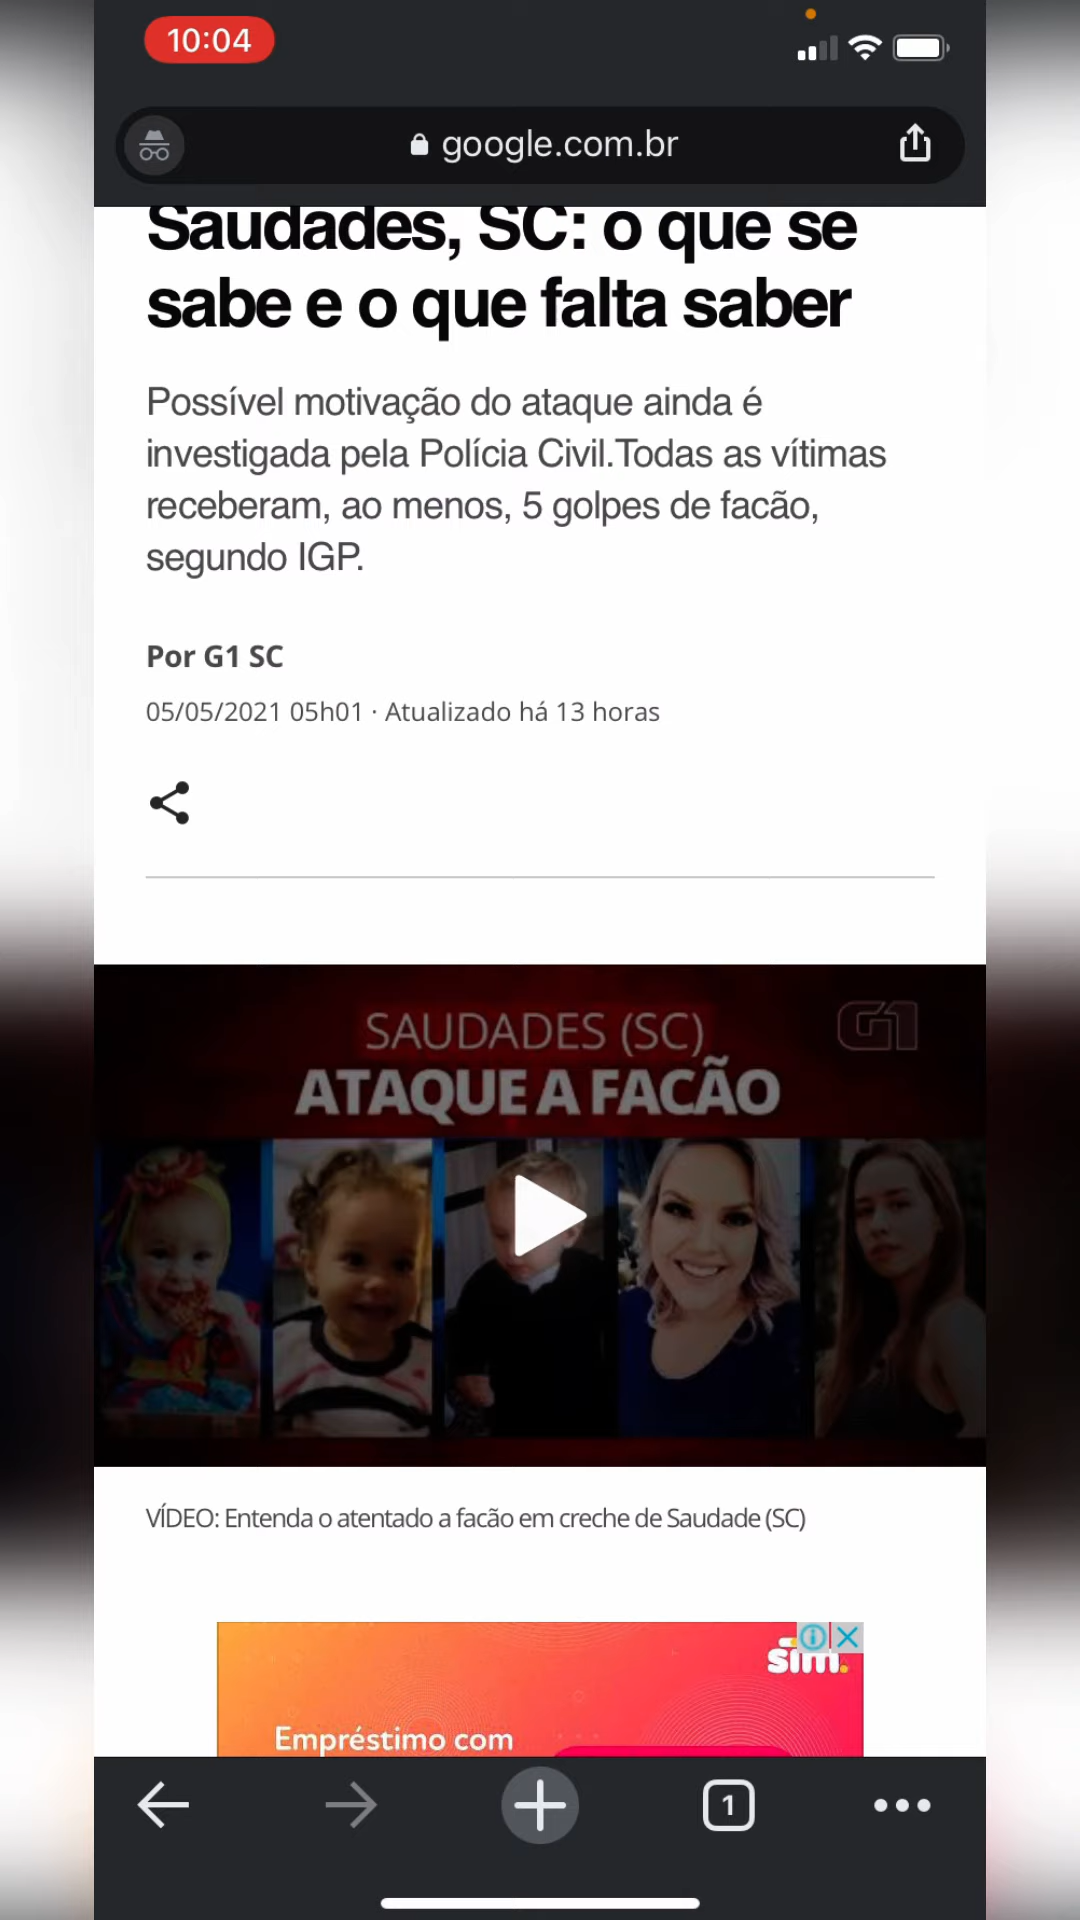 10:04
google.com.br
Saudades, SC: o que se
sabe e o que falta saber
Possível motivação do ataque ainda é
investigada pela Polícia Civil.Todas as vítimas
receberam, ao menos, 5 golpes de facão,
segundo IGP.
Por G1 SC
05/05/2021 05h01 · Atualizado há 13 horas
SAUDADES (SC)
G1
ATAQUE A FACÃO
VÍDEO: Entenda o atentado a facão em creche de Saudade (SC)
sim.
Empréstimo com
1